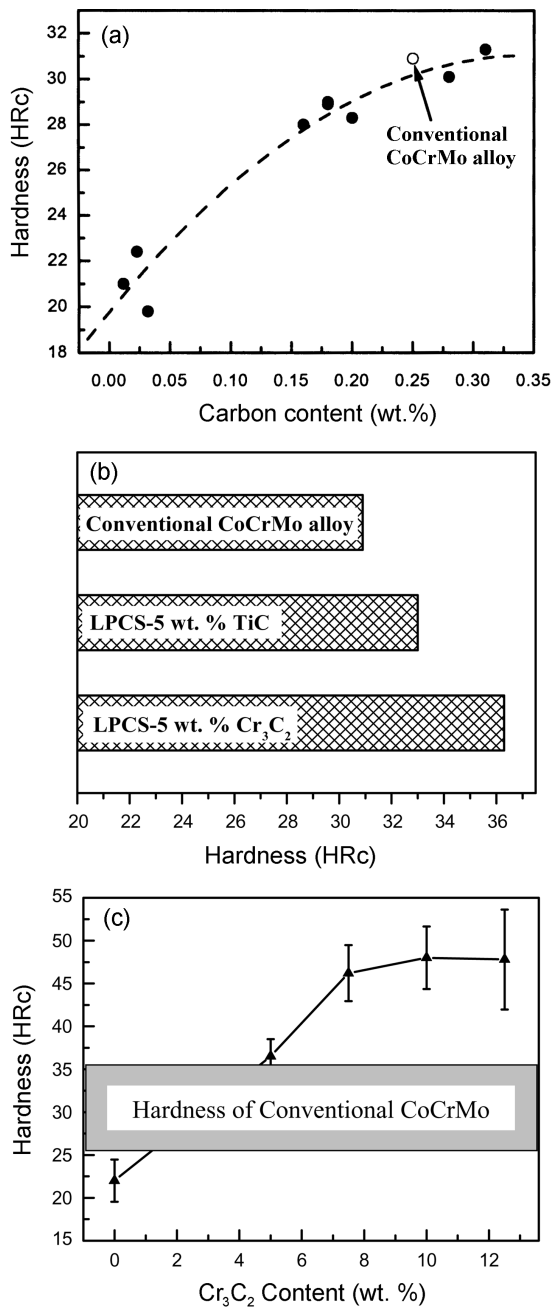 (a)
Hardness (HRc)
32
30
28
26
24
22
20
18
Conventional
CoCrMo alloy
0.00 0.05 0.10 0.15 0.20 0.25 0.30 0.35
Carbon content (wt.%)
(b)
Conventional CoCrMo alloy
LPCS-5 wt. % TiC
LPCS-5 wt. % Cr₃C₂
20 22 24 26 28 30 32 34 36
Hardness (HRc)
(c)
Hardness (HRc)
55
50
45
40
35
30
25
20
15
Hardness of Conventional CoCrMo
0 2 4 6 8 10 12
Cr₃C₂ Content (wt. %)